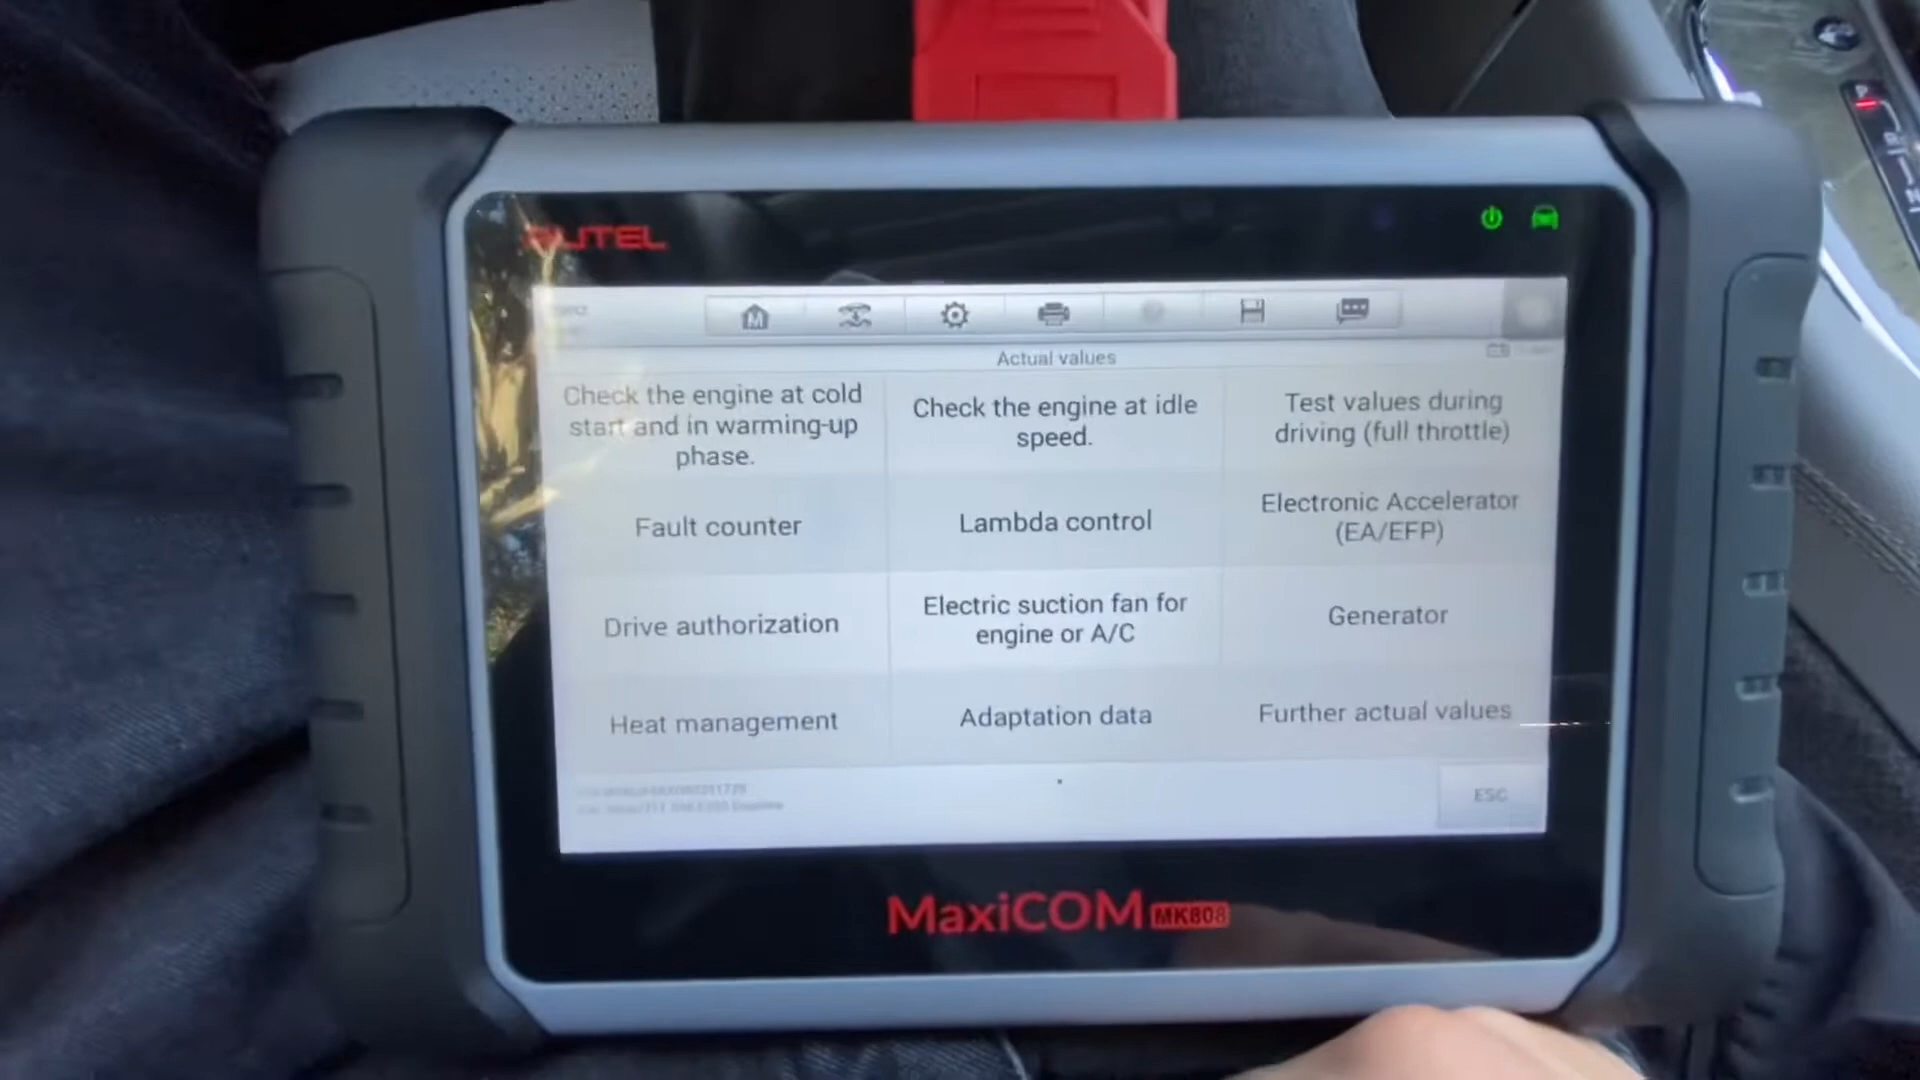 P
R
N
AUTEL
M
Actual values
Check the engine at cold
start and in warming-up
phase.
Check the engine at idle
speed.
Test values during
driving (full throttle)
Fault counter
Lambda control
Electronic Accelerator
(EA/EFP)
Drive authorization
Electric suction fan for
engine or A/C
Generator
Heat management
Adaptation data
Further actual values
ESC
MaxiCOM MK808